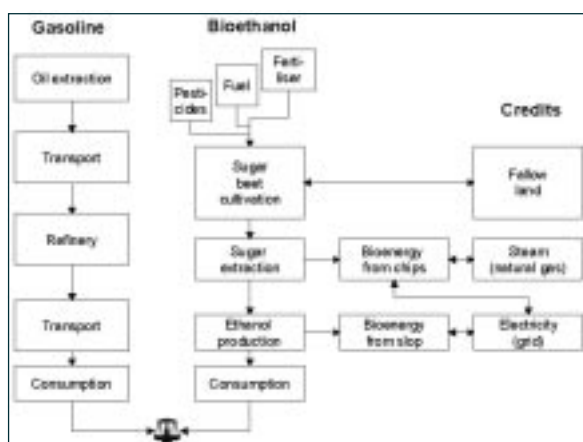 Gasoline
Oil extraction
Transport
Refinery
Transport
Consumption
Bioethanol
Pesti-
cides
Fuel
Ferti-
liser
Sugar
beet
cultivation
Sugar
extraction
Ethanol
production
Consumption
Bioenergy
from chips
Bioenergy
from slop
Credits
Fallow
land
Steam
(natural gas)
Electricity
(grid)